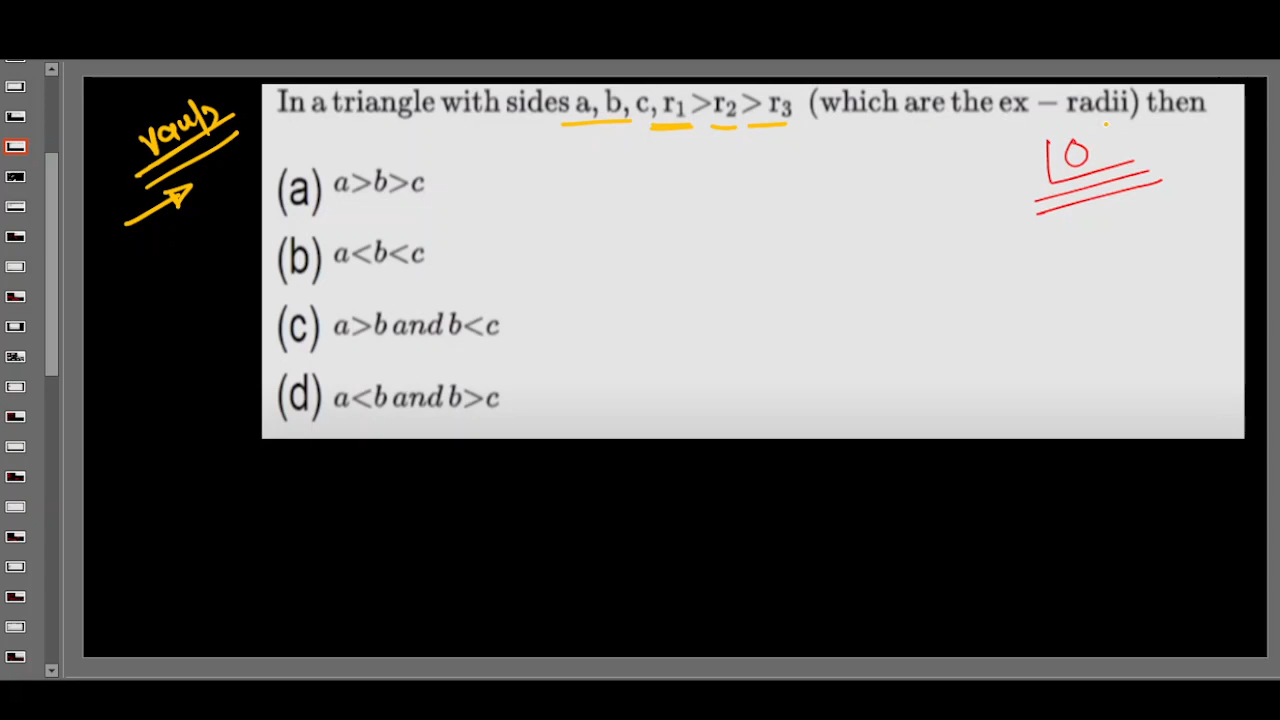 In a triangle with sides a, b, c, r₁ > r₂ > r₃ (which are the ex − radii) then
(a) a>b>c
(b) a<b<c
(c) a>b and b<c
(d) a<b and b>c